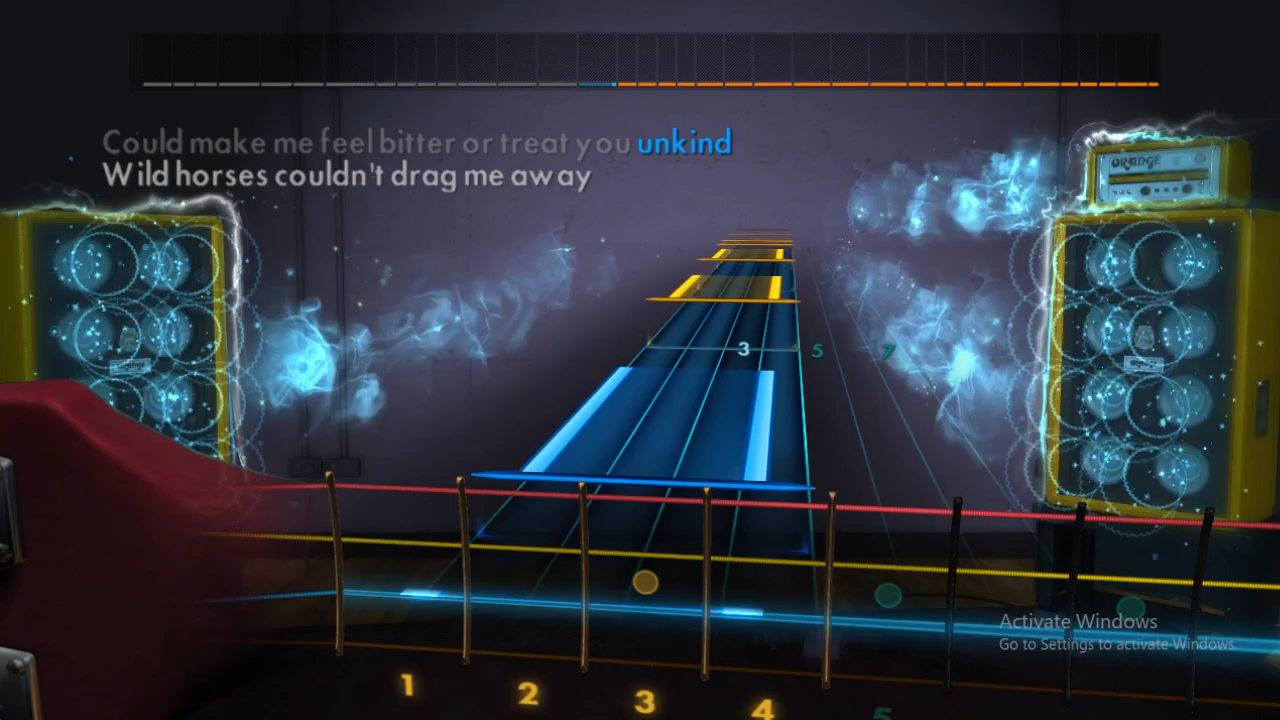 Could make me feel bitter or treat you unkind
Wild horses couldn't drag me away
ORANGE
3 5 7
Activate Windows
Go to Settings to activate Windows.
1 2 3 4 5